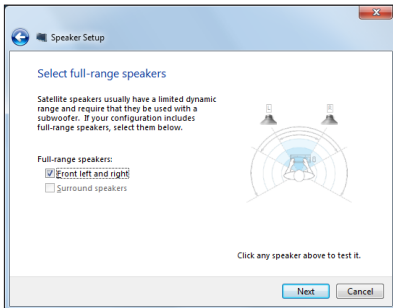 Speaker Setup
Select full-range speakers
Satellite speakers usually have a limited dynamic
range and require that they be used with a
subwoofer. If your configuration includes
full-range speakers, select them below.
Full-range speakers:
Front left and right
Surround speakers
Click any speaker above to test it.
Next
Cancel